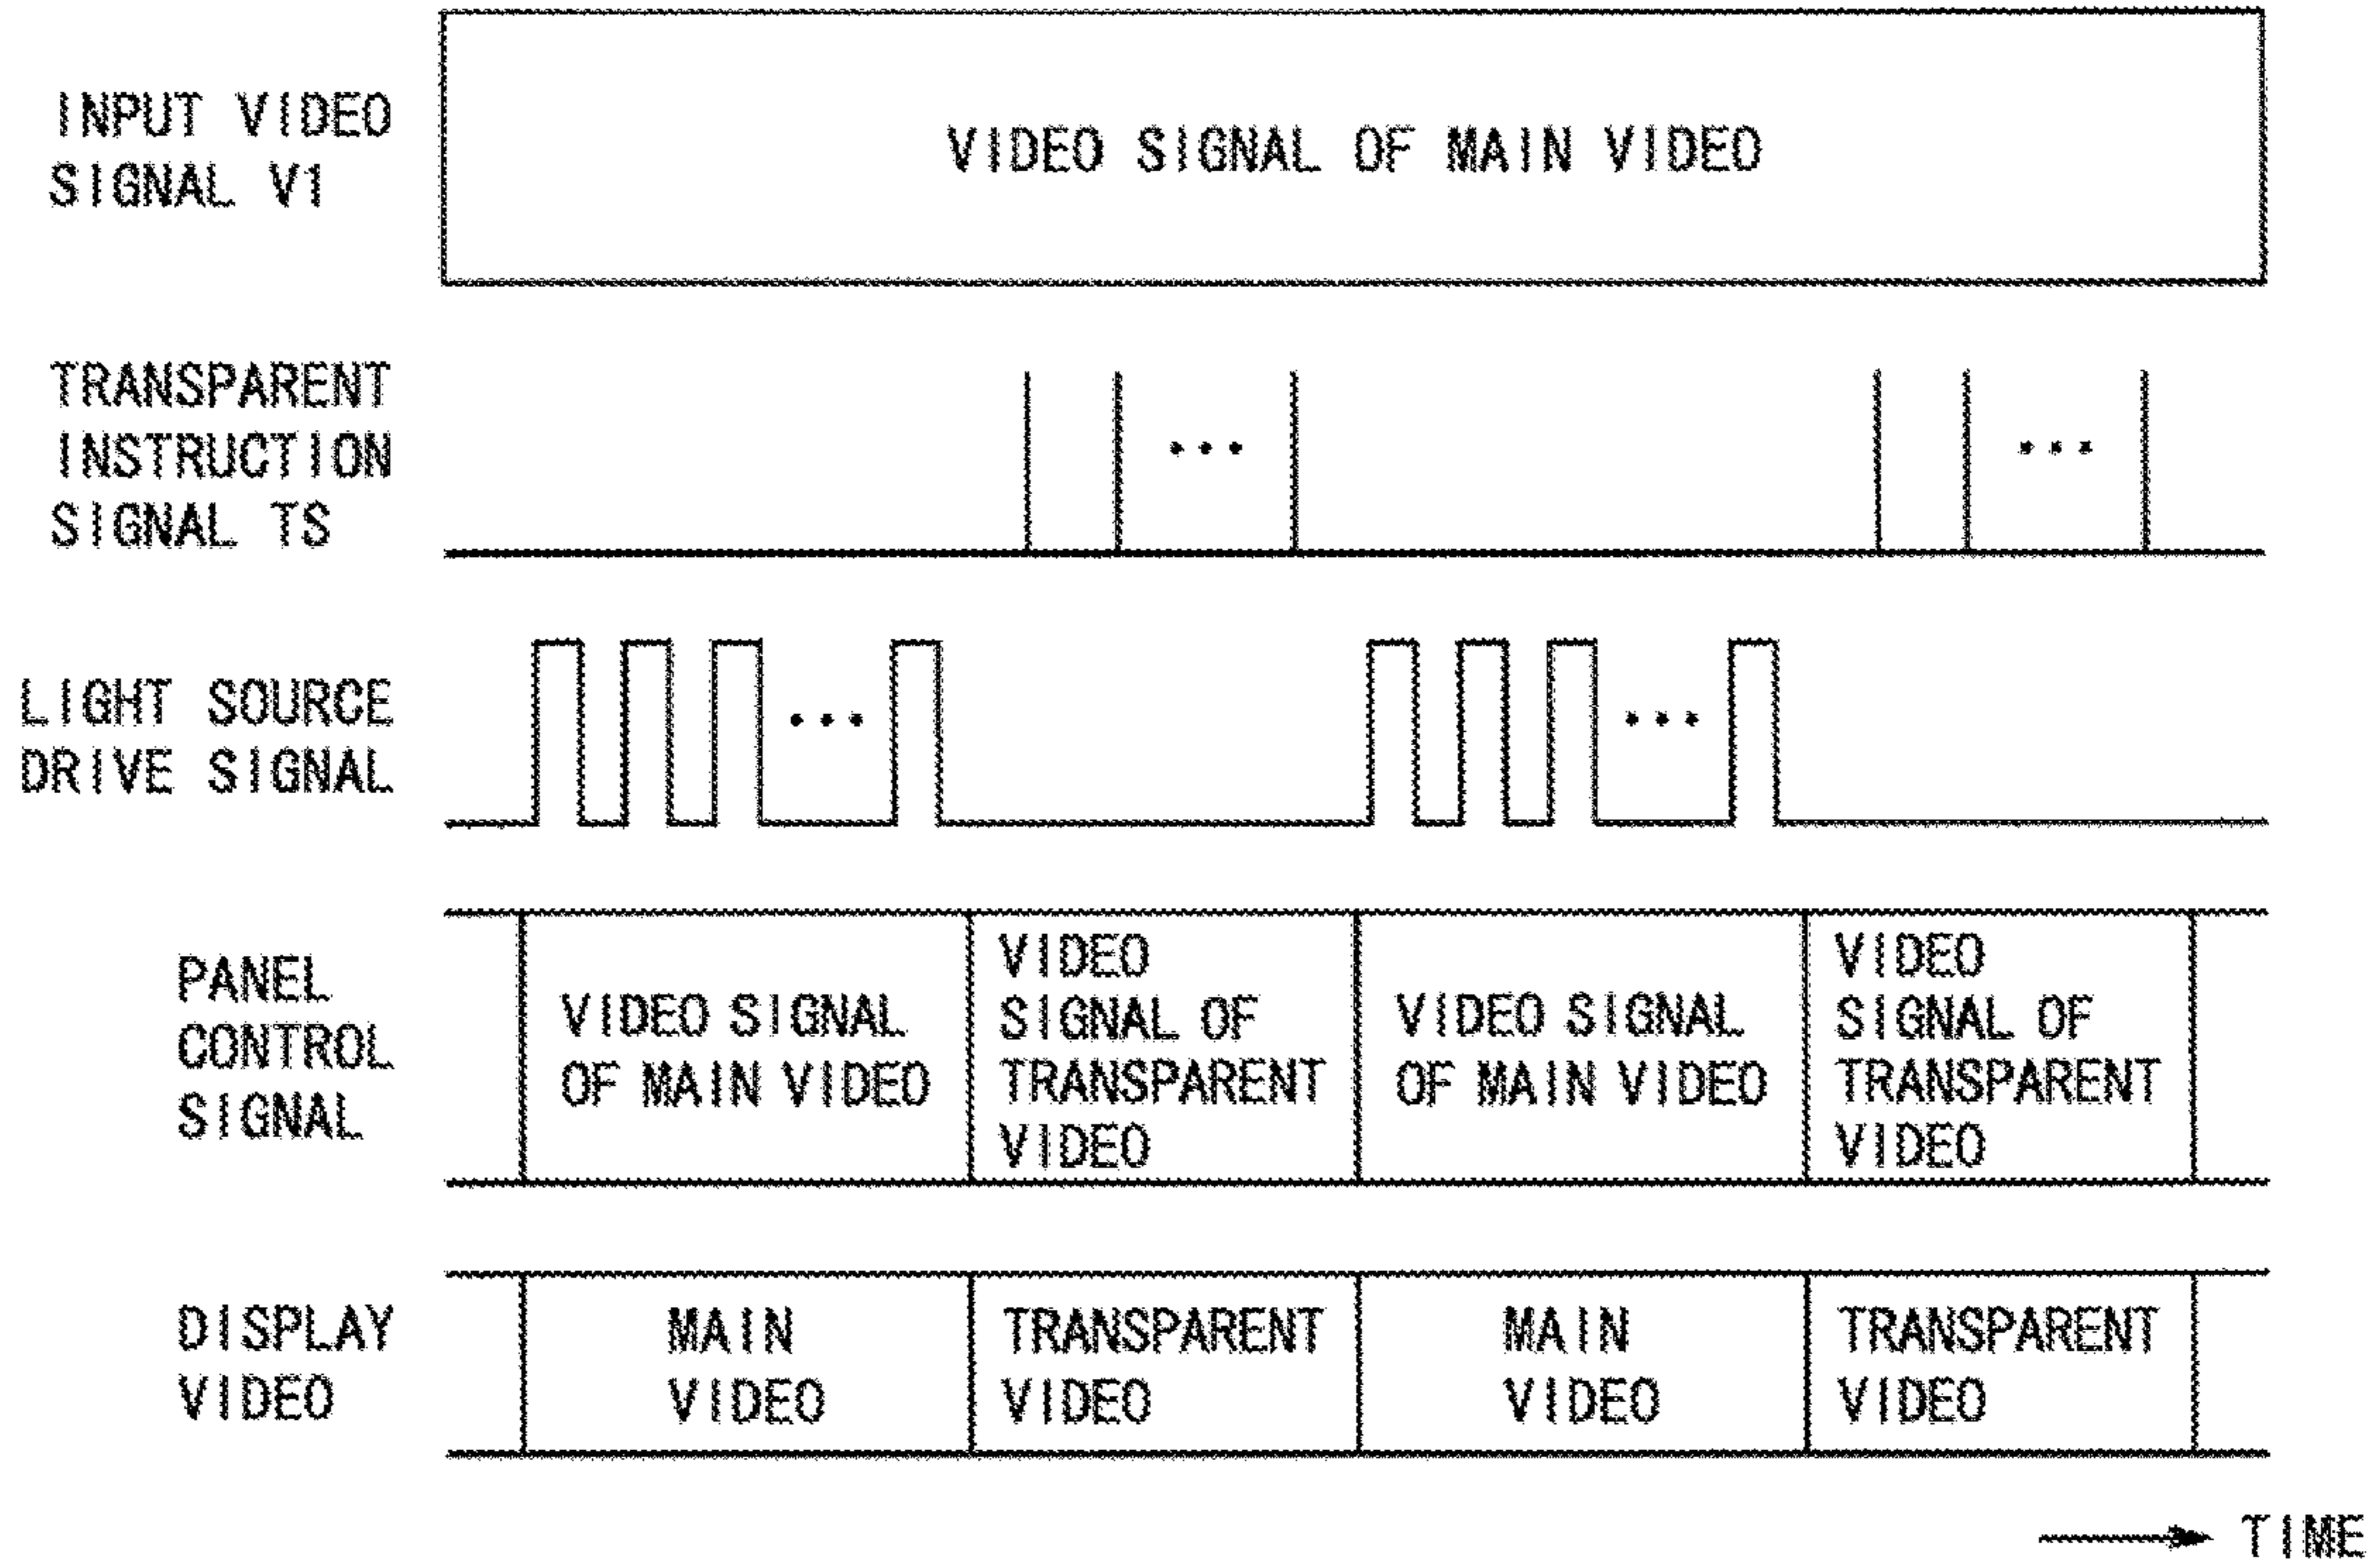 INPUT VIDEO
SIGNAL V1
VIDEO SIGNAL OF MAIN VIDEO
TRANSPARENT
INSTRUCTION
SIGNAL TS
...
...
LIGHT SOURCE
DRIVE SIGNAL
...
...
PANEL
CONTROL
SIGNAL
VIDEO SIGNAL
OF MAIN VIDEO
VIDEO
SIGNAL OF
TRANSPARENT
VIDEO
VIDEO SIGNAL
OF MAIN VIDEO
VIDEO
SIGNAL OF
TRANSPARENT
VIDEO
DISPLAY
VIDEO
MAIN
VIDEO
TRANSPARENT
VIDEO
MAIN
VIDEO
TRANSPARENT
VIDEO
TIME